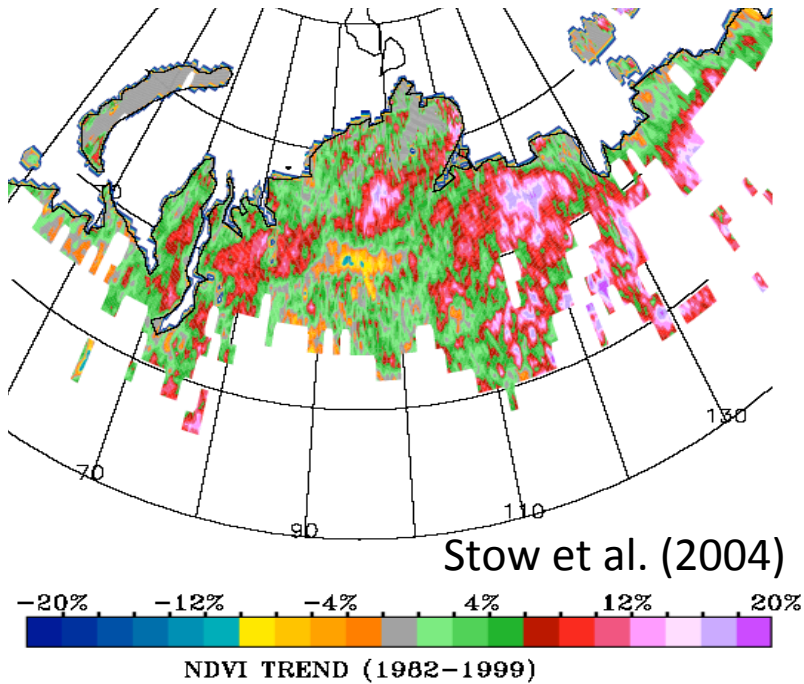 130
70
110
90
Stow et al. (2004)
-20% -12% -4% 4% 12% 20%
NDVI TREND (1982-1999)